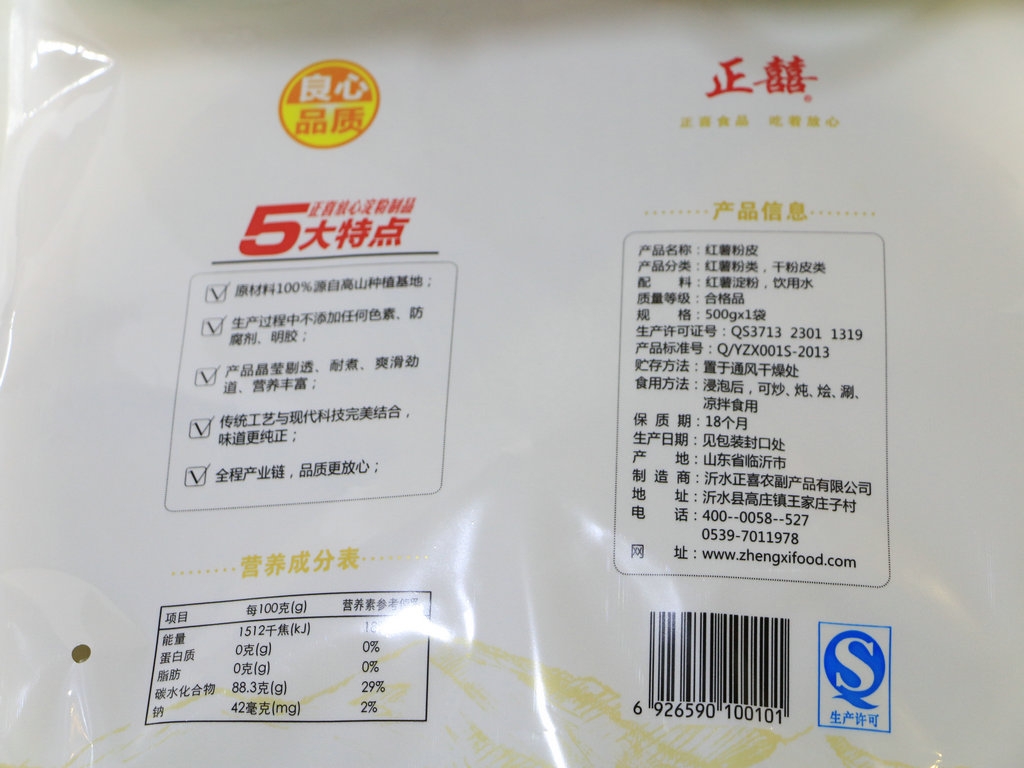 良心
品质
正喜放心淀粉制品
5大特点
原材料100%源自高山种植基地；
生产过程中不添加任何色素、防
腐剂、明胶；
产品晶莹剔透、耐煮、爽滑劲
道、营养丰富；
传统工艺与现代科技完美结合，
味道更纯正；
全程产业链，品质更放心；
营养成分表
项目 每100克(g) 营养素参考值%
能量 1512千焦(kJ)
蛋白质 0克(g) 0%
脂肪 0克(g) 0%
碳水化合物 88.3克(g) 29%
钠 42毫克(mg) 2%
正囍®
正喜食品 吃着放心
产品信息
产品名称：红薯粉皮
产品分类：红薯粉类，干粉皮类
配 料：红薯淀粉，饮用水
质量等级：合格品
规 格：500gx1袋
生产许可证号：QS3713 2301 1319
产品标准号：Q/YZX001S-2013
贮存方法：置于通风干燥处
食用方法：浸泡后，可炒、炖、烩、涮、
凉拌食用
保 质 期：18个月
生产日期：见包装封口处
产 地：山东省临沂市
制 造 商：沂水正喜农副产品有限公司
地 址：沂水县高庄镇王家庄子村
电 话：400--0058--527
0539-7011978
网 址：www.zhengxifood.com
6 926590 100101
生产许可